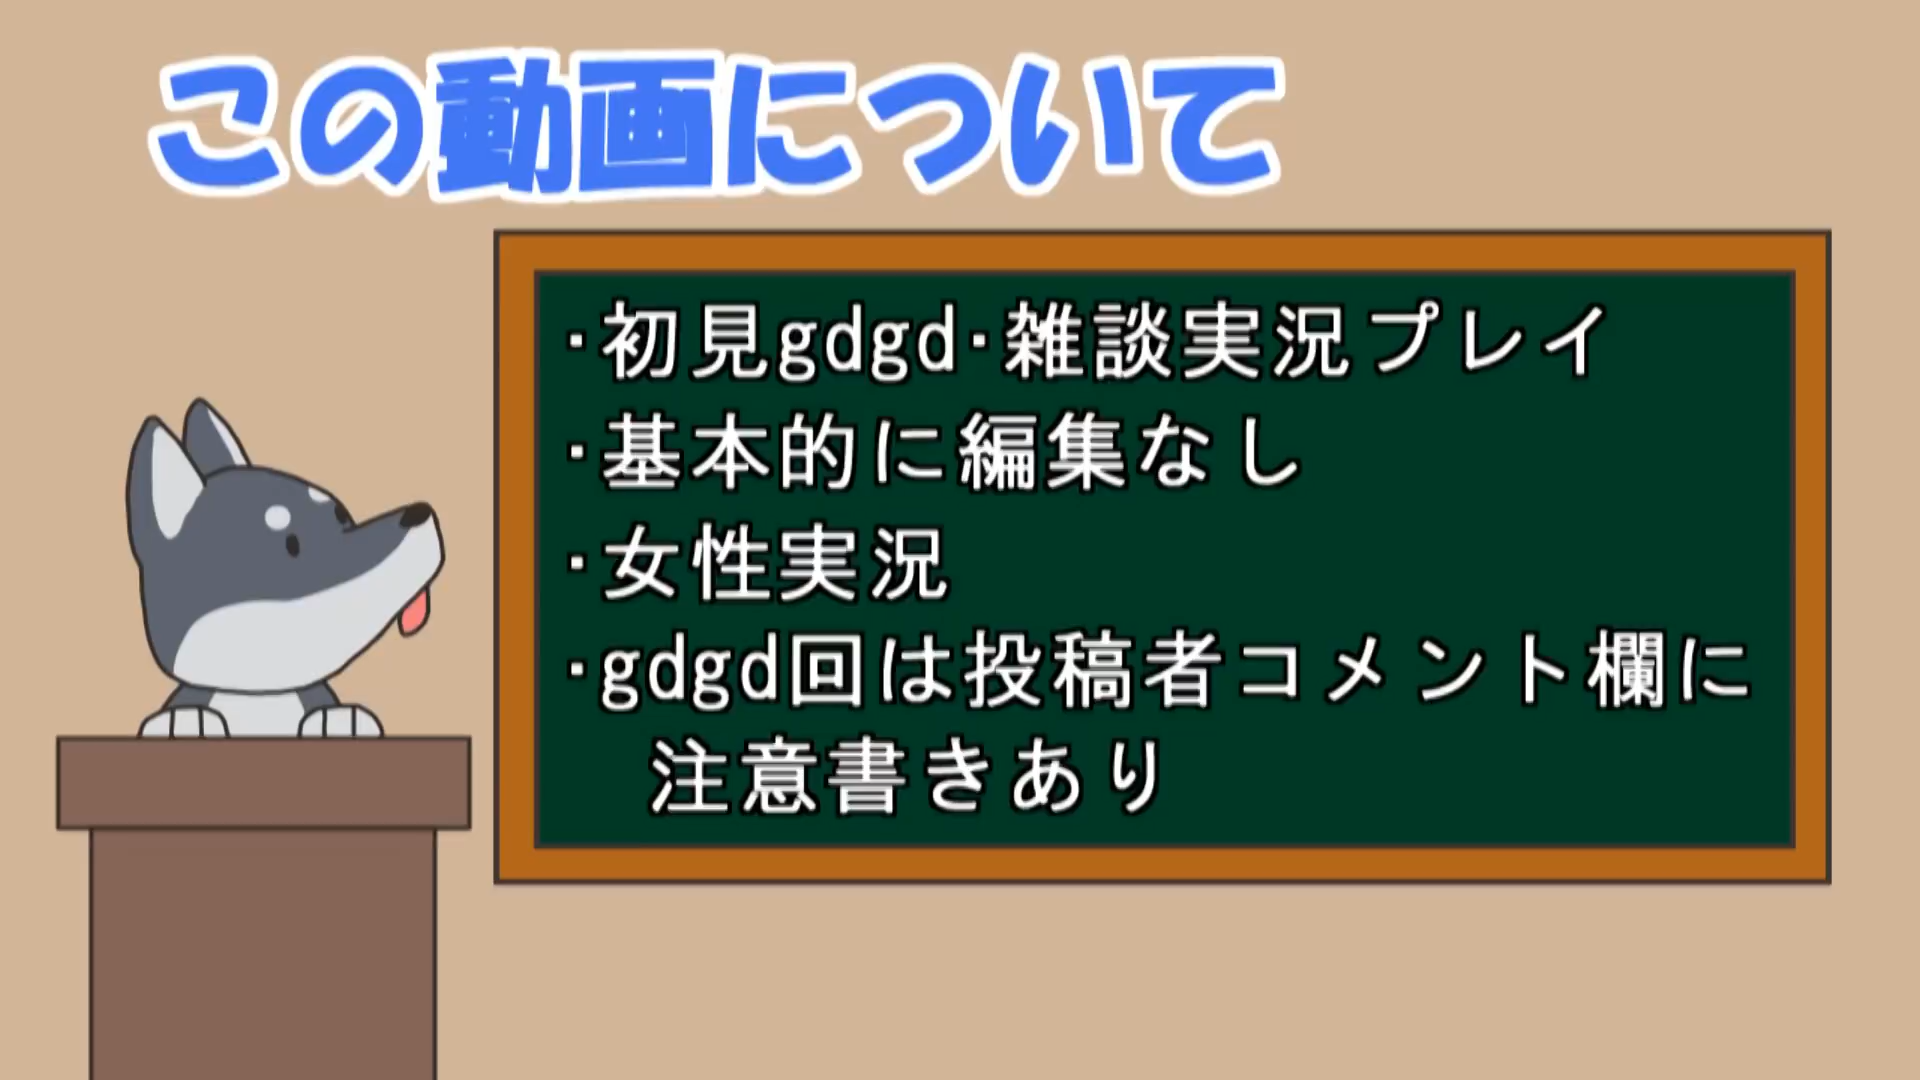 この動画について
·初見gdgd·雑談実況プレイ
·基本的に編集なし
·女性実況
·gdgd回は投稿者コメント欄に
注意書きあり